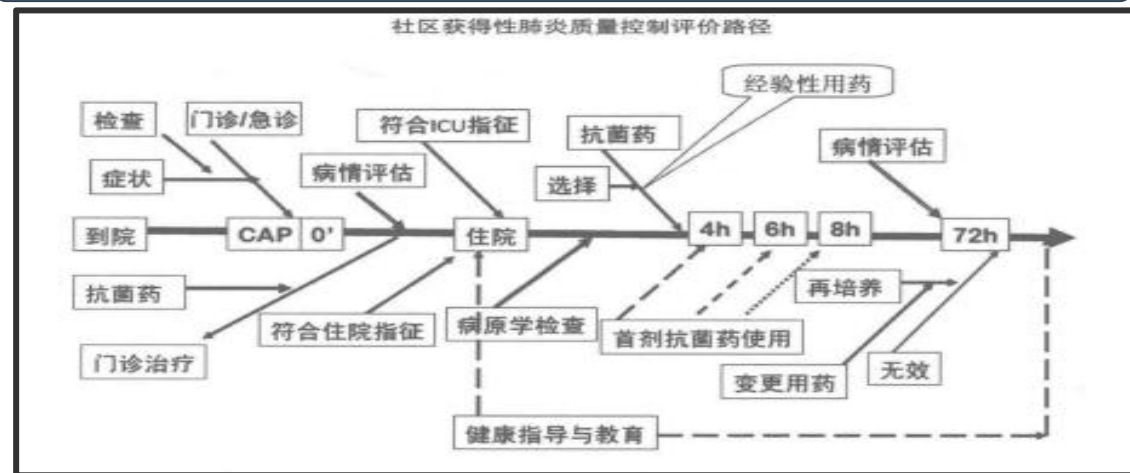 社区获得性肺炎质量控制评价路径
经验性用药
检查
门诊/急诊
符合ICU指征
抗菌药
病情评估
症状
病情评估
选择
到院
CAP
0'
住院
4h
6h
8h
72h
抗菌药
再培养
符合住院指征
病原学检查
首剂抗菌药使用
门诊治疗
变更用药
无效
健康指导与教育